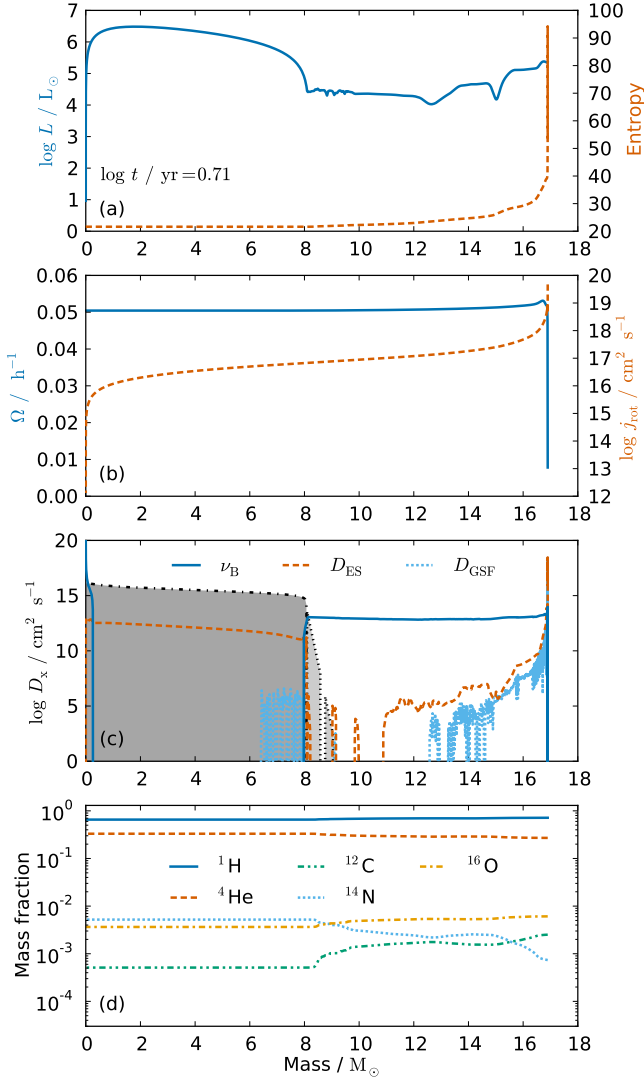 log L / L⊙
7
6
5
4
3
2
1
0
100
90
80
70
60
50
40
30
20
Entropy
log t / yr = 0.71
(a)
0 2 4 6 8 10 12 14 16 18
Ω / h⁻¹
0.06
0.05
0.04
0.03
0.02
0.01
0.00
20
19
18
17
16
15
14
13
12
log j_rot / cm² s⁻¹
(b)
0 2 4 6 8 10 12 14 16 18
log D_x / cm² s⁻¹
20
15
10
5
0
ν_B D_ES D_GSF
(c)
0 2 4 6 8 10 12 14 16 18
Mass fraction
10⁰
10⁻¹
10⁻²
10⁻³
10⁻⁴
¹H ¹²C ¹⁶O
⁴He ¹⁴N
(d)
0 2 4 6 8 10 12 14 16 18
Mass / M⊙